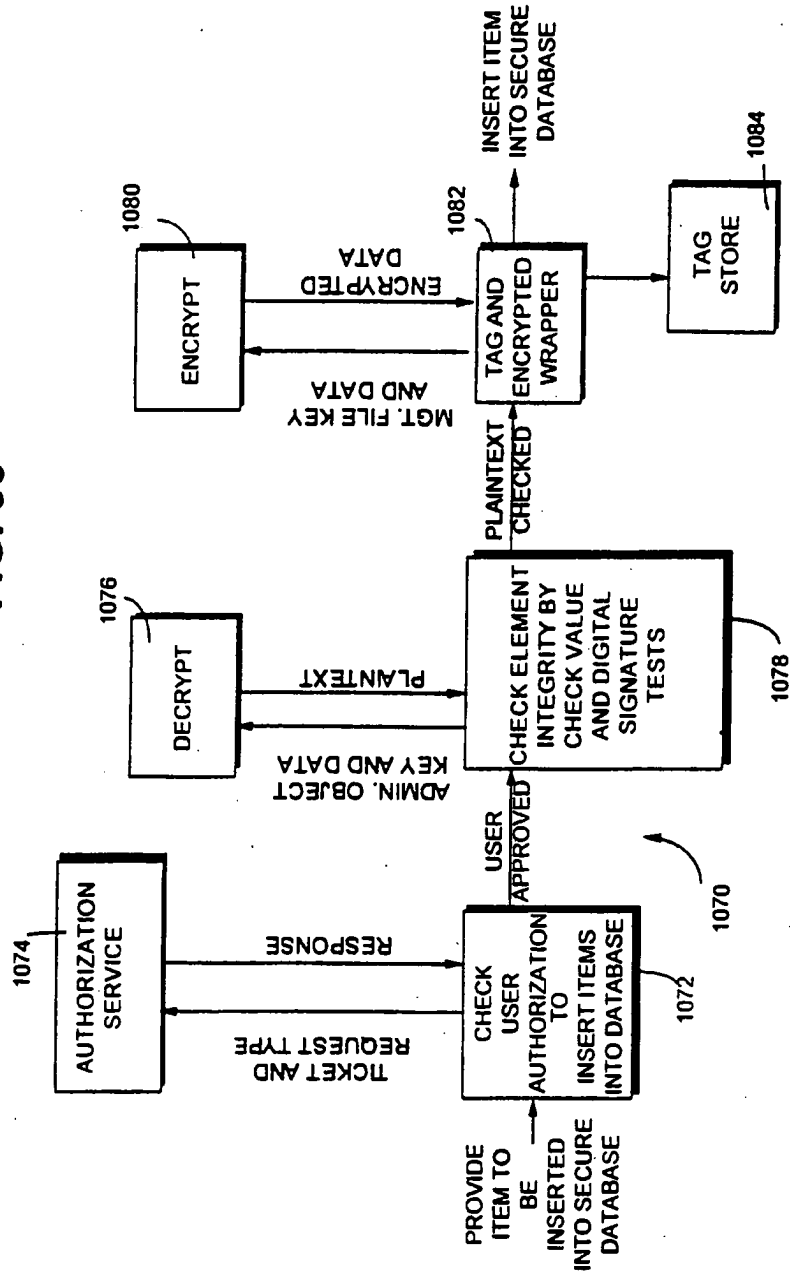 1074
AUTHORIZATION
SERVICE
TICKET AND
REQUEST TYPE
RESPONSE
PROVIDE
ITEM TO
BE
INSERTED
INTO SECURE
DATABASE
CHECK
USER
AUTHORIZATION
TO
INSERT ITEMS
INTO DATABASE
1072
1070
USER
APPROVED
1076
DECRYPT
ADMIN. OBJECT
KEY AND DATA
PLAINTEXT
CHECK ELEMENT
INTEGRITY BY
CHECK VALUE
AND DIGITAL
SIGNATURE
TESTS
1078
PLAINTEXT
CHECKED
1080
ENCRYPT
MGT. FILE KEY
AND DATA
ENCRYPTED
DATA
1082
TAG AND
ENCRYPTED
WRAPPER
INSERT ITEM
INTO SECURE
DATABASE
TAG
STORE
1084